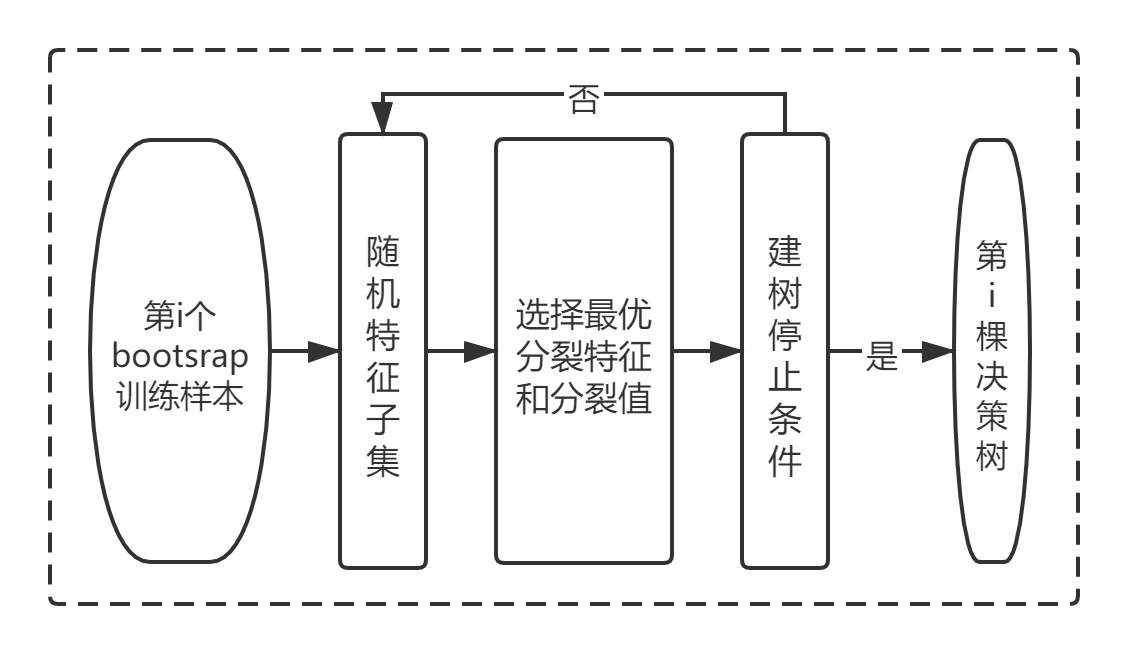 否
第i个
bootsrap
训练样本
随机特征子集
选择最优
分裂特征
和分裂值
建树停止条件
是
第i棵决策树